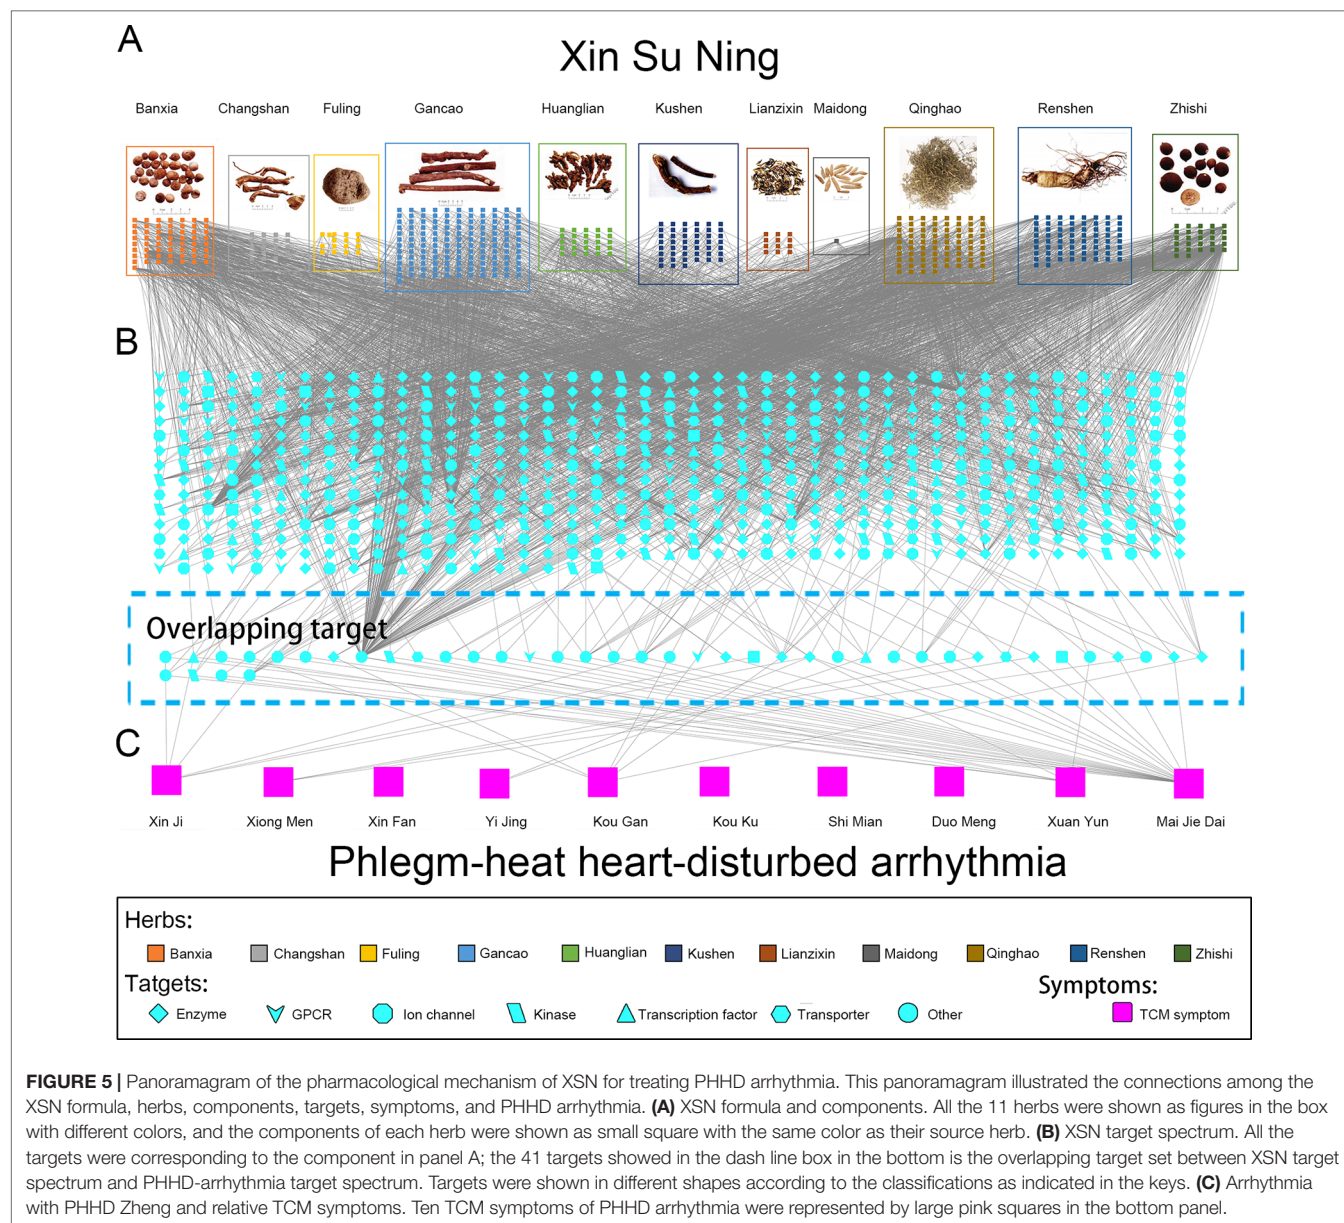 A
Xin Su Ning
Banxia Changshan Fuling Gancao Huanglian Kushen Lianzixin Maidong Qinghao Renshen Zhishi
B
Overlapping target
C
Xin Ji Xiong Men Xin Fan Yi Jing Kou Gan Kou Ku Shi Mian Duo Meng Xuan Yun Mai Jie Dai
Phlegm-heat heart-disturbed arrhythmia
Herbs:
Banxia Changshan Fuling Gancao Huanglian Kushen Lianzixin Maidong Qinghao Renshen Zhishi
Tatgets: Symptoms:
Enzyme GPCR Ion channel Kinase Transcription factor Transporter Other TCM symptom
FIGURE 5 | Panoramagram of the pharmacological mechanism of XSN for treating PHHD arrhythmia. This panoramagram illustrated the connections among the
XSN formula, herbs, components, targets, symptoms, and PHHD arrhythmia. (A) XSN formula and components. All the 11 herbs were shown as figures in the box
with different colors, and the components of each herb were shown as small square with the same color as their source herb. (B) XSN target spectrum. All the
targets were corresponding to the component in panel A; the 41 targets showed in the dash line box in the bottom is the overlapping target set between XSN target
spectrum and PHHD-arrhythmia target spectrum. Targets were shown in different shapes according to the classifications as indicated in the keys. (C) Arrhythmia
with PHHD Zheng and relative TCM symptoms. Ten TCM symptoms of PHHD arrhythmia were represented by large pink squares in the bottom panel.